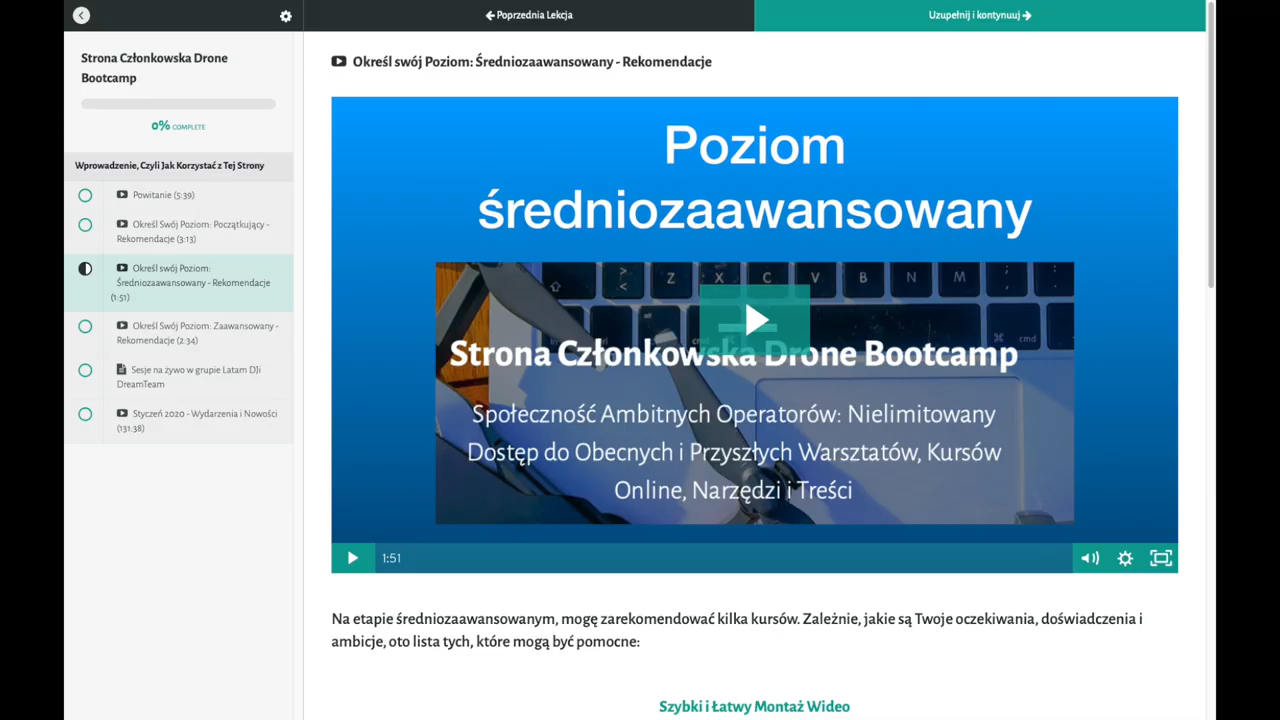 Poprzednia Lekcja
Uzupełnij i kontynuuj
Strona Członkowska Drone
Bootcamp
0% COMPLETE
Wprowadzenie, Czyli Jak Korzystać z Tej Strony
Powitanie (5:39)
Określ Swój Poziom: Początkujący -
Rekomendacje (3:13)
Określ swój Poziom:
Średniozaawansowany - Rekomendacje
(1:51)
Określ Swój Poziom: Zaawansowany -
Rekomendacje (2:34)
Sesje na żywo w grupie Latam DJi
DreamTeam
Styczeń 2020 - Wydarzenia i Nowości
(131:38)
Określ swój Poziom: Średniozaawansowany - Rekomendacje
Poziom
średniozaawansowany
> < Z X C V B N M
cmd
Strona Członkowska Drone Bootcamp
Społeczność Ambitnych Operatorów: Nielimitowany
Dostęp do Obecnych i Przyszłych Warsztatów, Kursów
Online, Narzędzi i Treści
1:51
Na etapie średniozaawansowanym, mogę zarekomendować kilka kursów. Zależnie, jakie są Twoje oczekiwania, doświadczenia i
ambicje, oto lista tych, które mogą być pomocne:
Szybki i Łatwy Montaż Wideo